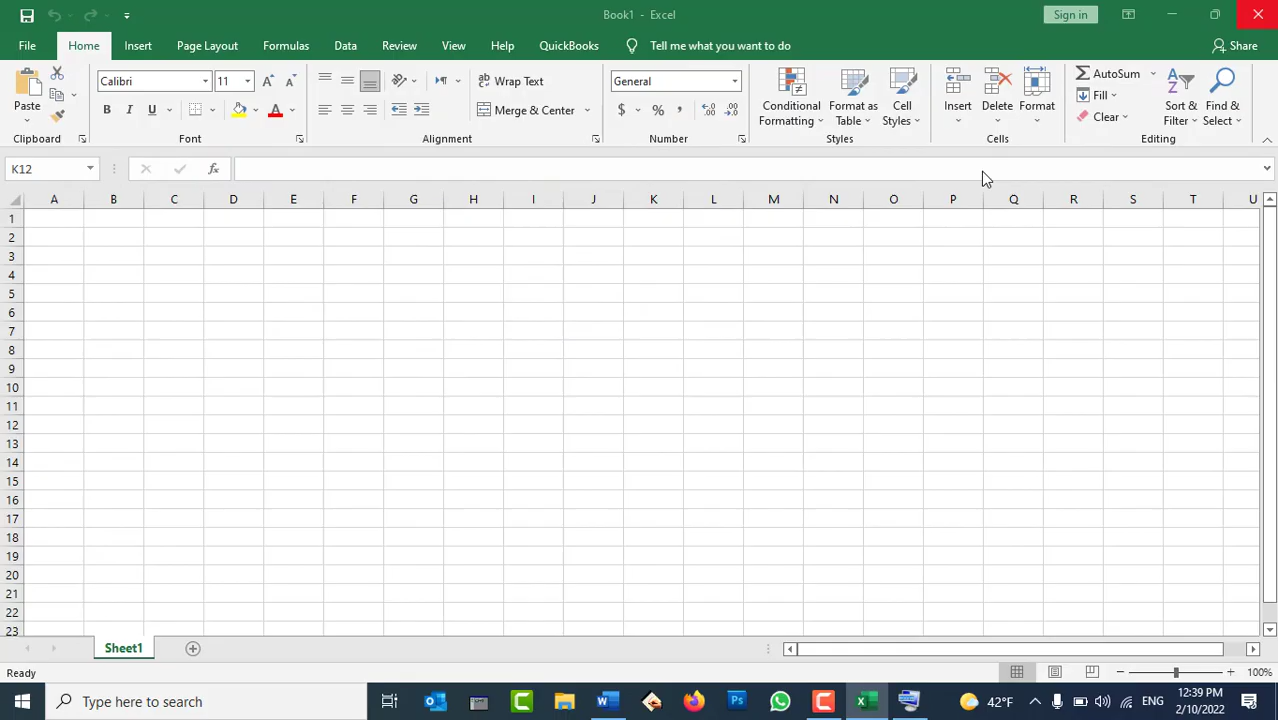 Book1 - Excel
Sign in
File Home Insert Page Layout Formulas Data Review View Help QuickBooks Tell me what you want to do Share
Paste
Calibri 11
Wrap Text
General
Conditional Formatting
Format as Table
Cell Styles
Insert
Delete
Format
AutoSum
Fill
Clear
Sort & Filter
Find & Select
B I U A
Merge & Center
$ % ,
Clipboard Font Alignment Number Styles Cells Editing
K12 fx
A B C D E F G H I J K L M N O P Q R S T U
1
2
3
4
5
6
7
8
9
10
11
12
13
14
15
16
17
18
19
20
21
22
23
Sheet1
Ready 100%
Type here to search
42°F
ENG
12:39 PM
2/10/2022